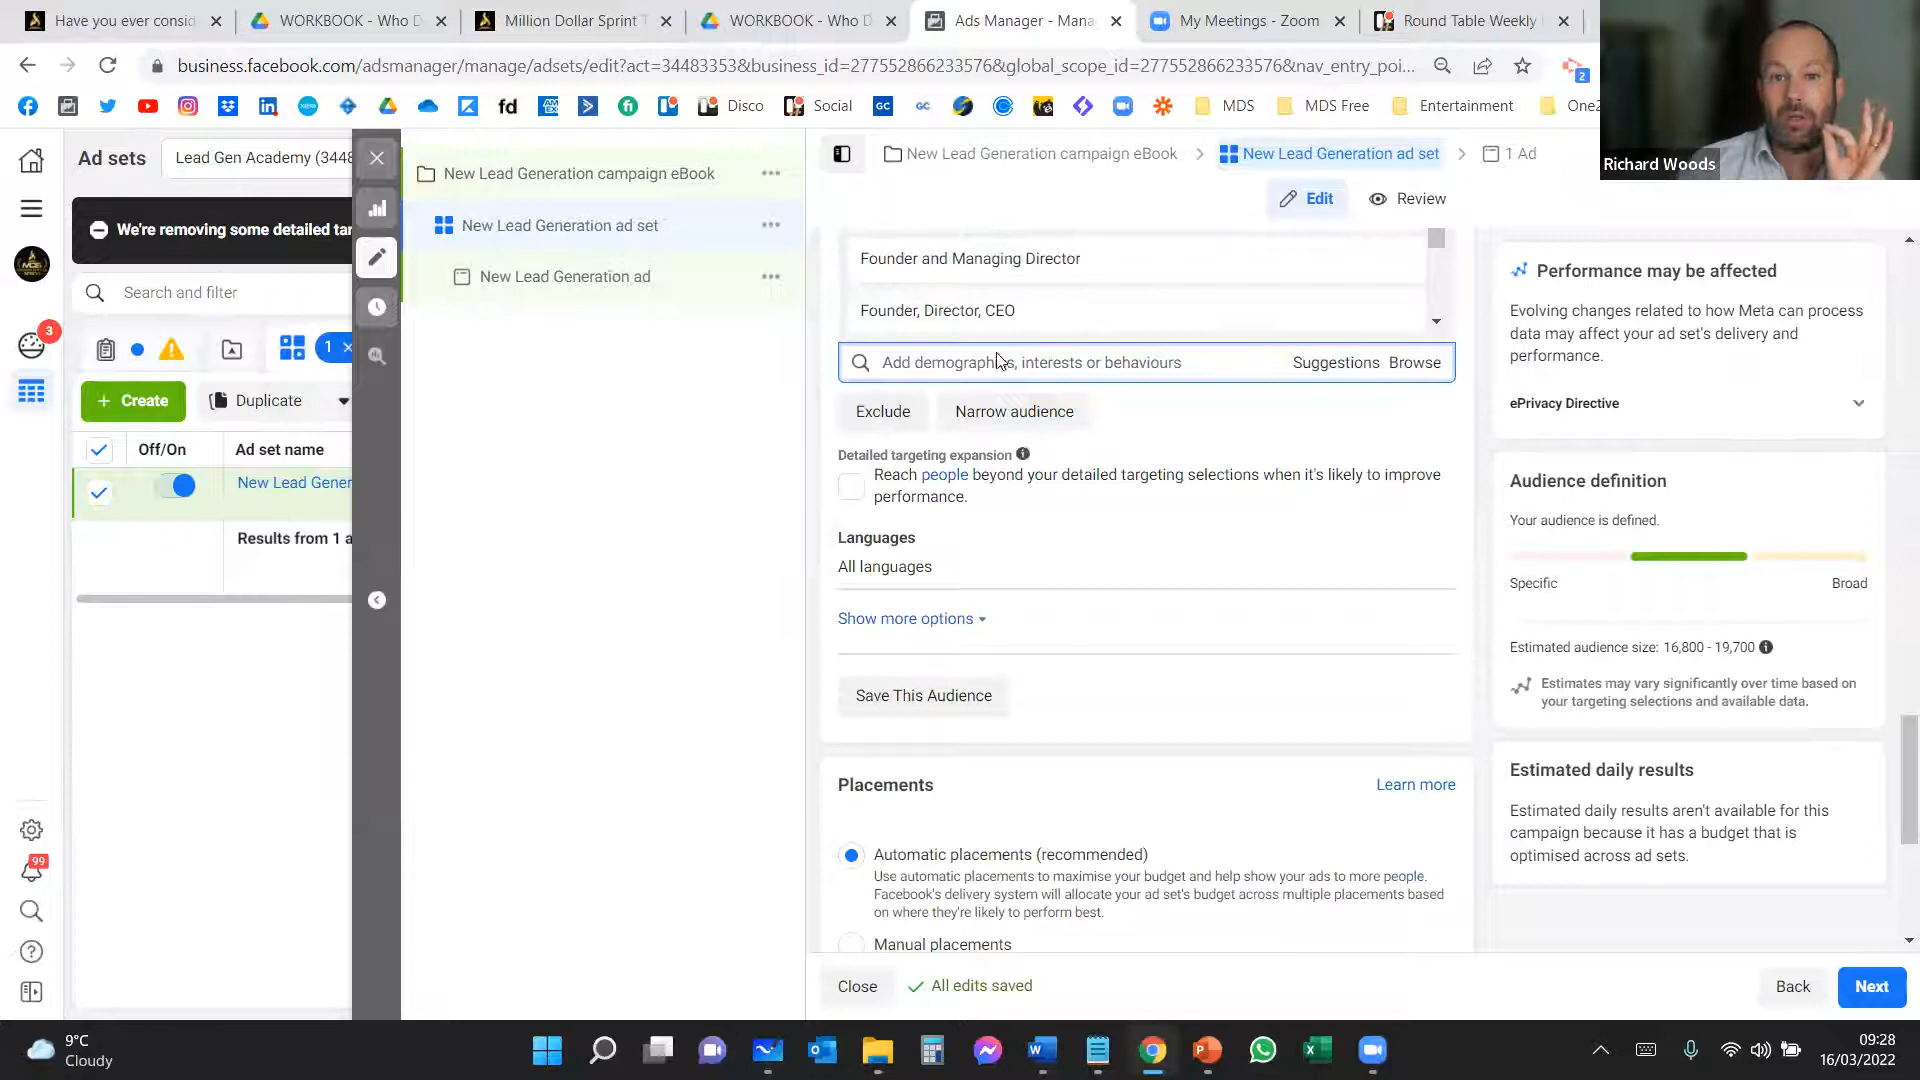 Have you ever consid
WORKBOOK - Who D
Million Dollar Sprint T
WORKBOOK - Who D
Ads Manager - Mana
My Meetings - Zoom
Round Table Weekly
business.facebook.com/adsmanager/manage/adsets/edit?act=34483353&business_id=277552866233576&global_scope_id=277552866233576&nav_entry_poi...
2
fd
Disco
Social
GC
GC
MDS
MDS Free
Entertainment
One2
Richard Woods
Ad sets
Lead Gen Academy (3448
We're removing some detailed tar
Search and filter
3
1
Create
Duplicate
Off/On
Ad set name
New Lead Gener
Results from 1 a
99
New Lead Generation campaign eBook
New Lead Generation ad set
New Lead Generation ad
New Lead Generation campaign eBook
New Lead Generation ad set
1 Ad
Edit
Review
Founder and Managing Director
Founder, Director, CEO
Add demographics, interests or behaviours
Suggestions
Browse
Exclude
Narrow audience
Detailed targeting expansion
Reach people beyond your detailed targeting selections when it's likely to improve
performance.
Languages
All languages
Show more options
Save This Audience
Placements
Learn more
Automatic placements (recommended)
Use automatic placements to maximise your budget and help show your ads to more people.
Facebook's delivery system will allocate your ad set's budget across multiple placements based
on where they're likely to perform best.
Manual placements
Close
All edits saved
Back
Next
Performance may be affected
Evolving changes related to how Meta can process
data may affect your ad set's delivery and
performance.
ePrivacy Directive
Audience definition
Your audience is defined.
Specific
Broad
Estimated audience size: 16,800 - 19,700
Estimates may vary significantly over time based on
your targeting selections and available data.
Estimated daily results
Estimated daily results aren't available for this
campaign because it has a budget that is
optimised across ad sets.
9°C
Cloudy
09:28
16/03/2022